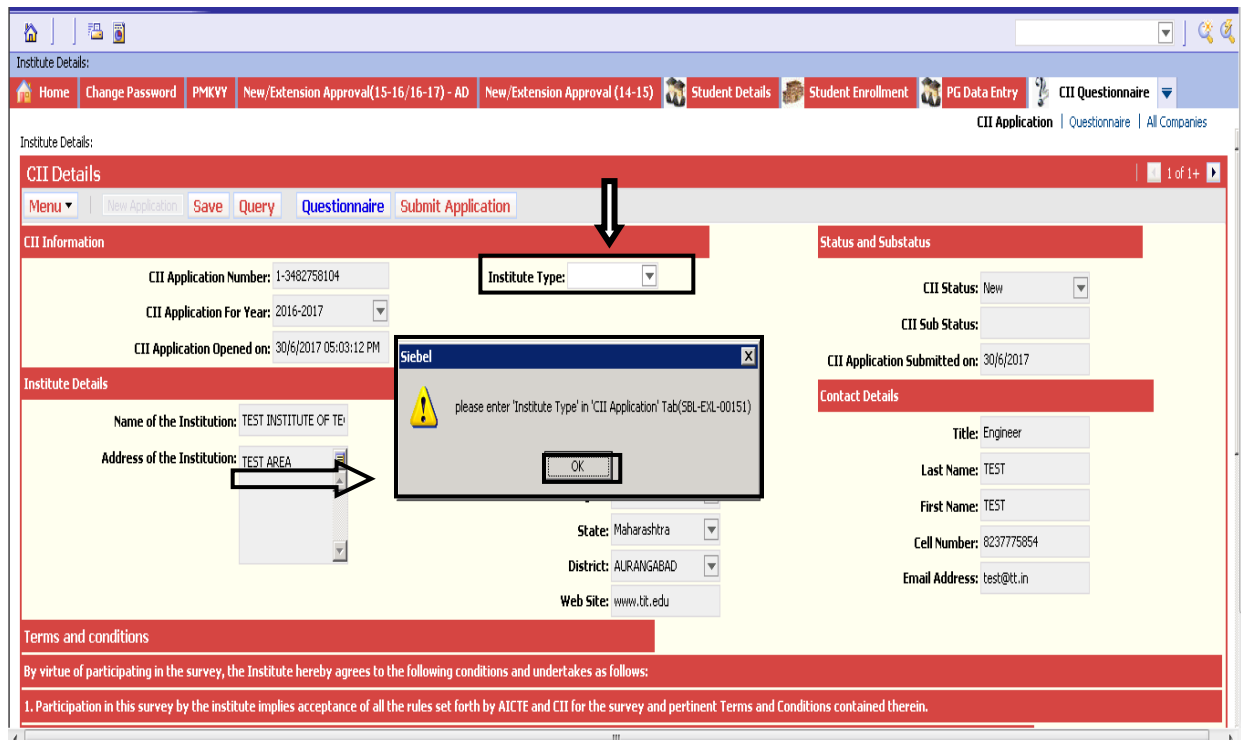 Institute Details:
Home Change Password PMKVY New/Extension Approval(15-16/16-17) - AD New/Extension Approval (14-15) Student Details Student Enrollment PG Data Entry CII Questionnaire
CII Application | Questionnaire | All Companies
Institute Details:
CII Details
1 of 1+
Menu New Application Save Query Questionnaire Submit Application
CII Information
CII Application Number: 1-3482758104
Institute Type:
CII Application For Year: 2016-2017
CII Application Opened on: 30/6/2017 05:03:12 PM
Status and Substatus
CII Status: New
CII Sub Status:
CII Application Submitted on: 30/6/2017
Siebel
please enter 'Institute Type' in 'CII Application' Tab(SBL-EXL-00151)
OK
Institute Details
Name of the Institution: TEST INSTITUTE OF TE
Address of the Institution: TEST AREA
State: Maharashtra
District: AURANGABAD
Web Site: www.tit.edu
Contact Details
Title: Engineer
Last Name: TEST
First Name: TEST
Cell Number: 8237775854
Email Address: test@tt.in
Terms and conditions
By virtue of participating in the survey, the Institute hereby agrees to the following conditions and undertakes as follows:
1. Participation in this survey by the institute implies acceptance of all the rules set forth by AICTE and CII for the survey and pertinent Terms and Conditions contained therein.